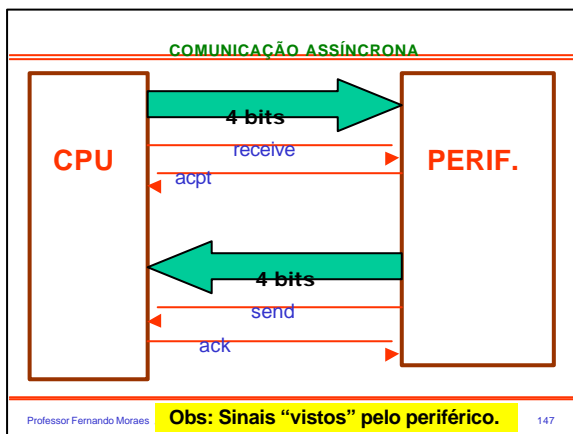 COMUNICAÇÃO ASSÍNCRONA
4 bits
CPU
receive
PERIF.
acpt
4 bits
send
ack
Professor Fernando Moraes
Obs: Sinais “vistos” pelo periférico.
147